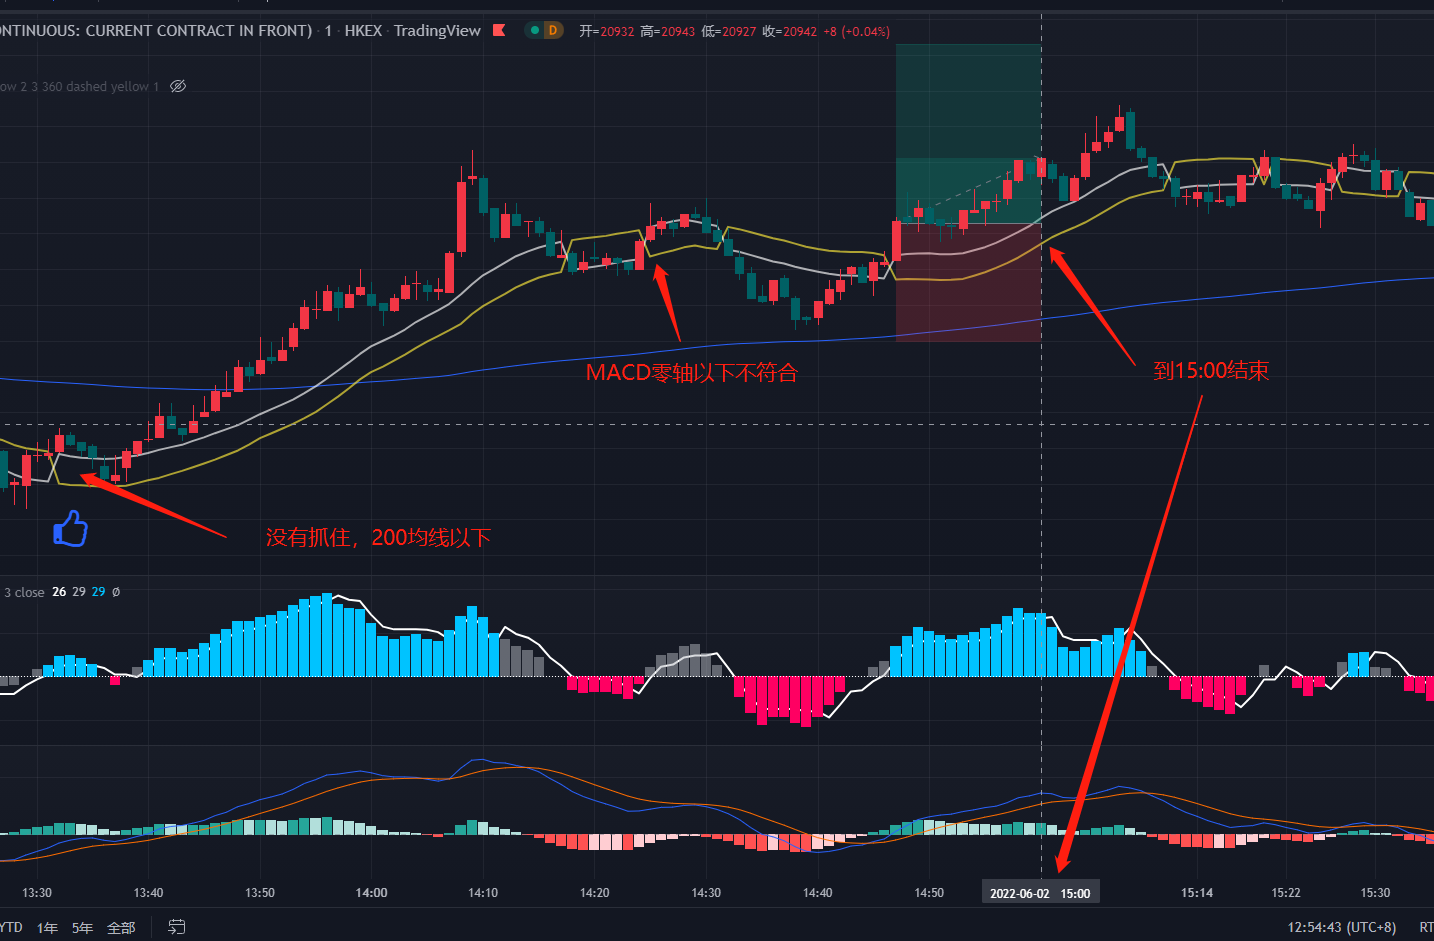 ONTINUOUS: CURRENT CONTRACT IN FRONT) · 1 · HKEX · TradingView D 开=20932 高=20943 低=20927 收=20942 +8 (+0.04%)
ow 2 3 360 dashed yellow 1
MACD零轴以下不符合
到15:00结束
没有抓住，200均线以下
3 close 26 29 29 Ø
13:30 13:40 13:50 14:00 14:10 14:20 14:30 14:40 14:50 2022-06-02 15:00 15:14 15:22 15:30
YTD 1年 5年 全部 12:54:43 (UTC+8) RT